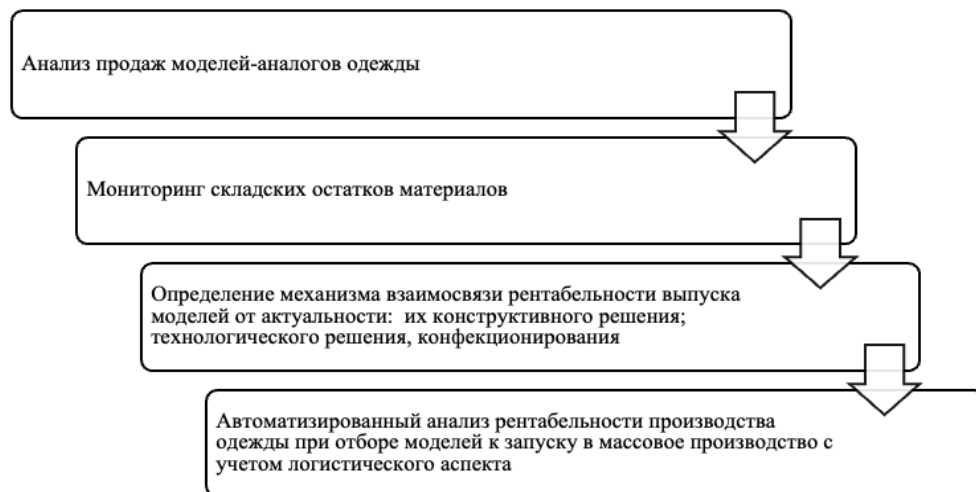 Анализ продаж моделей-аналогов одежды
Мониторинг складских остатков материалов
Определение механизма взаимосвязи рентабельности выпуска
моделей от актуальности: их конструктивного решения;
технологического решения, конфекционирования
Автоматизированный анализ рентабельности производства
одежды при отборе моделей к запуску в массовое производство с
учетом логистического аспекта